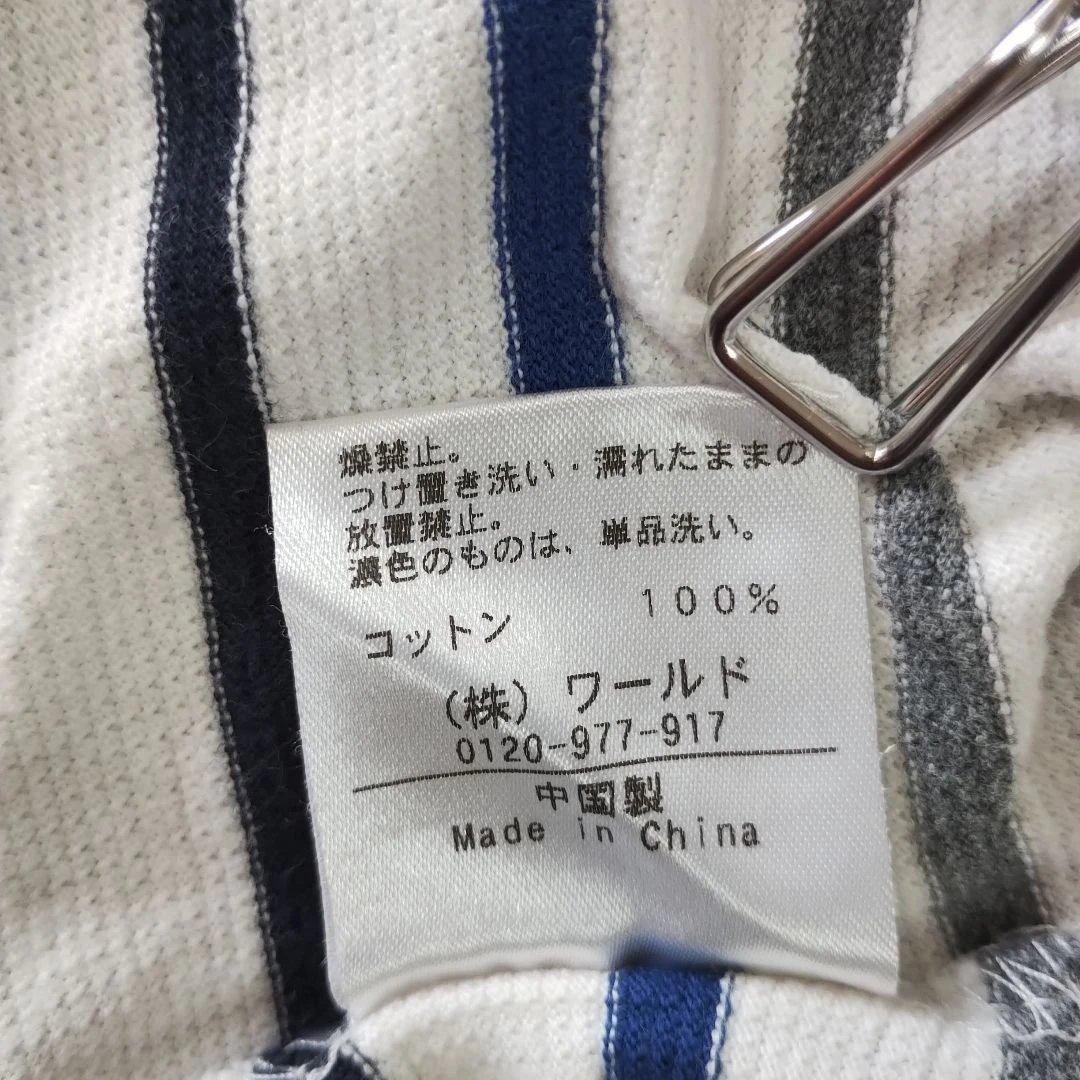 燥禁止。
つけ置き洗い・濡れたままの
放置禁止。
濃色のものは、単品洗い。
コットン 100%
(株) ワールド
0120-977-917
中国製
Made in China